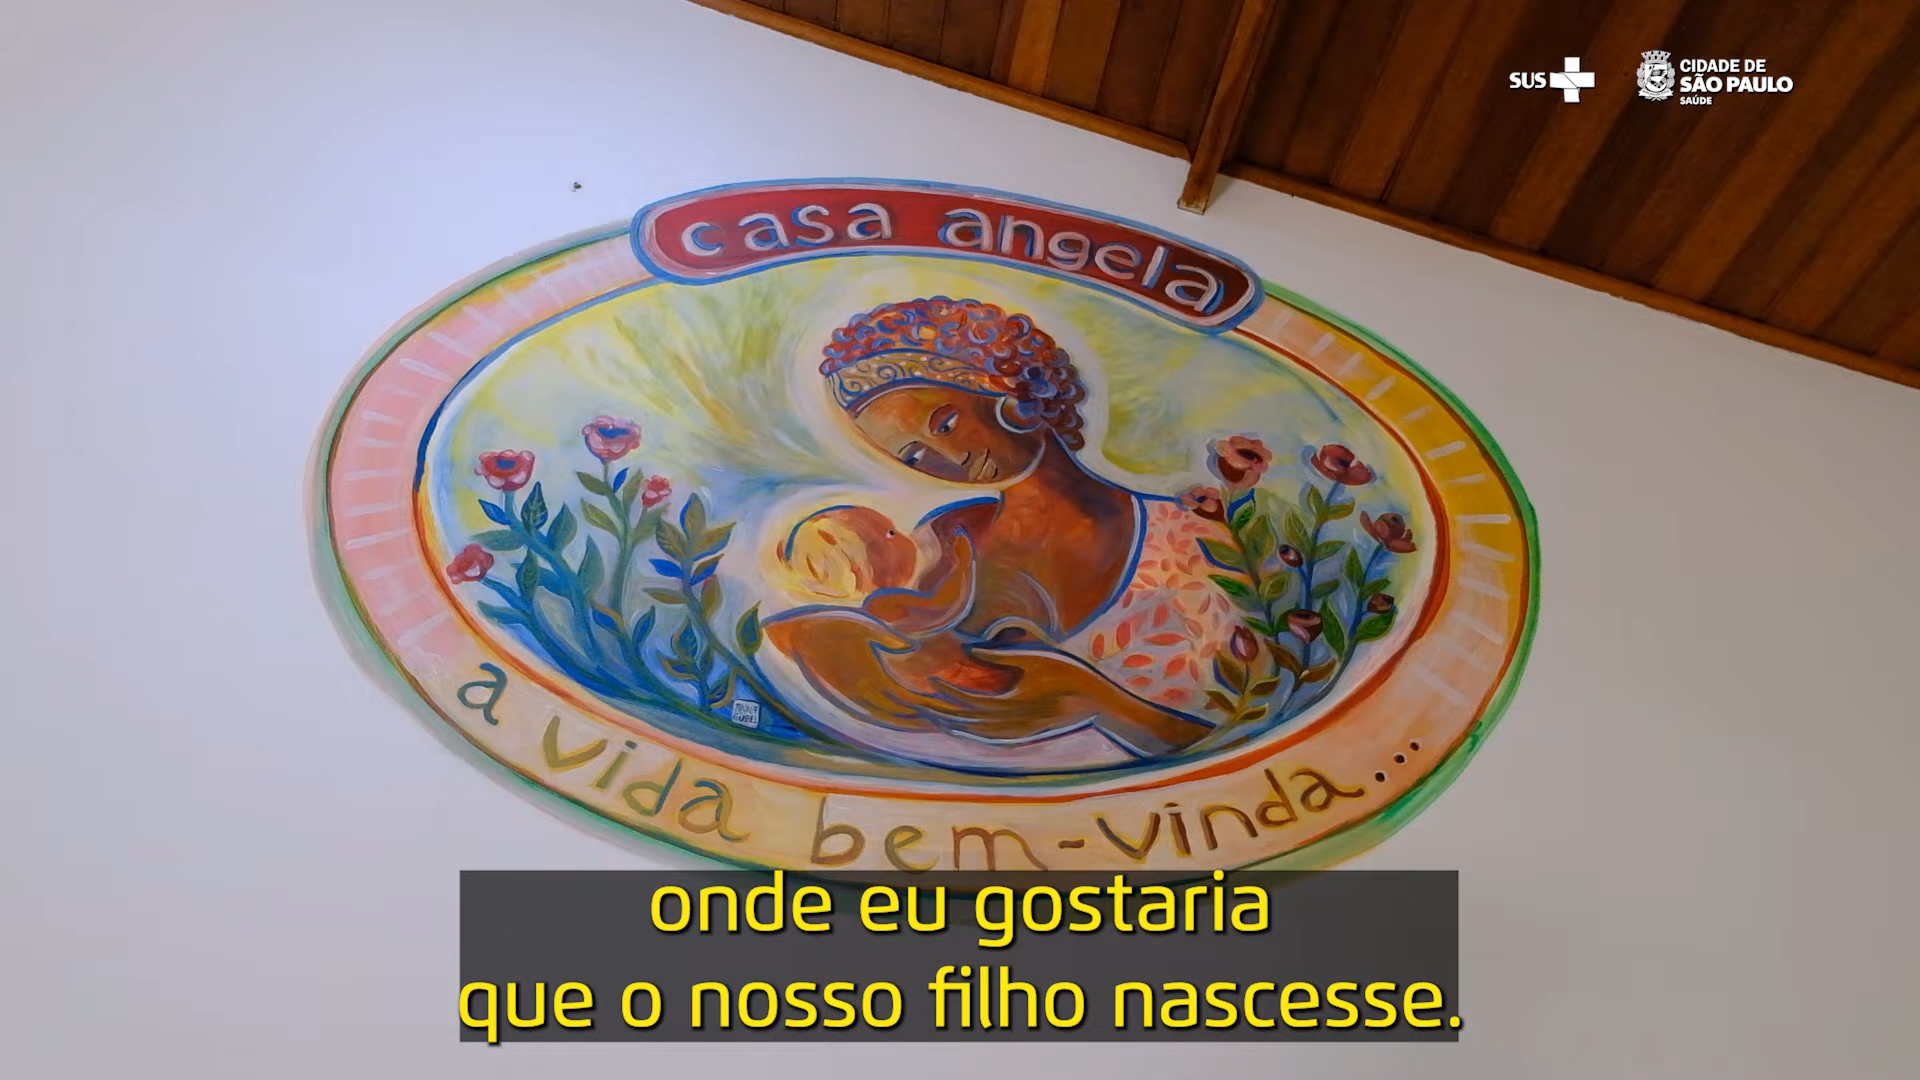 SUS
CIDADE DE
SÃO PAULO
SAÚDE
casa angela
a vida bem-vinda...
onde eu gostaria
que o nosso filho nascesse.